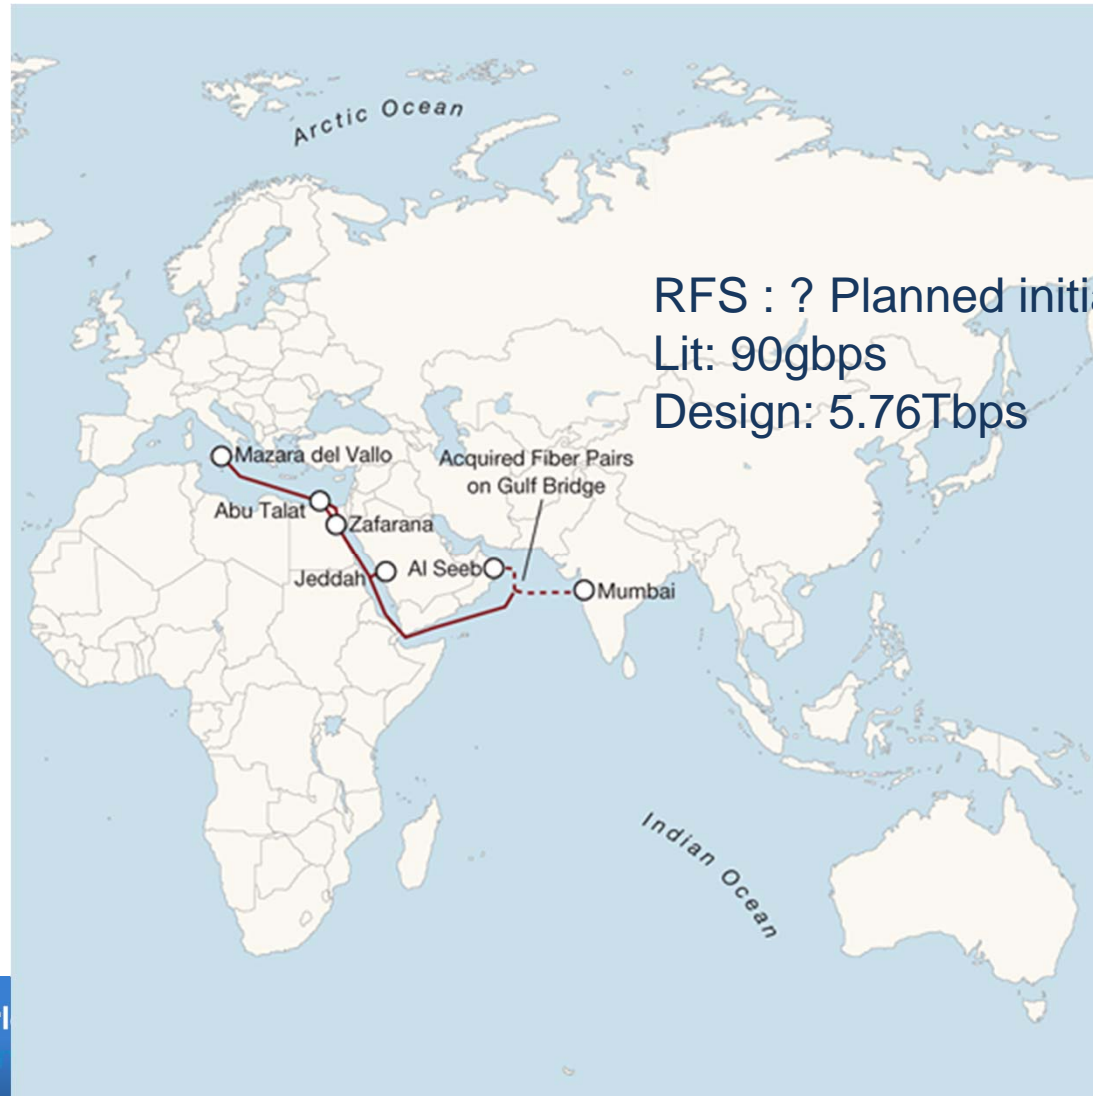 Arctic Ocean
RFS : ? Planned initia
Lit: 90gbps
Design: 5.76Tbps
Mazara del Vallo
Acquired Fiber Pairs
on Gulf Bridge
Abu Talat
Zafarana
Jeddah
Al Seeb
Mumbai
Indian Ocean